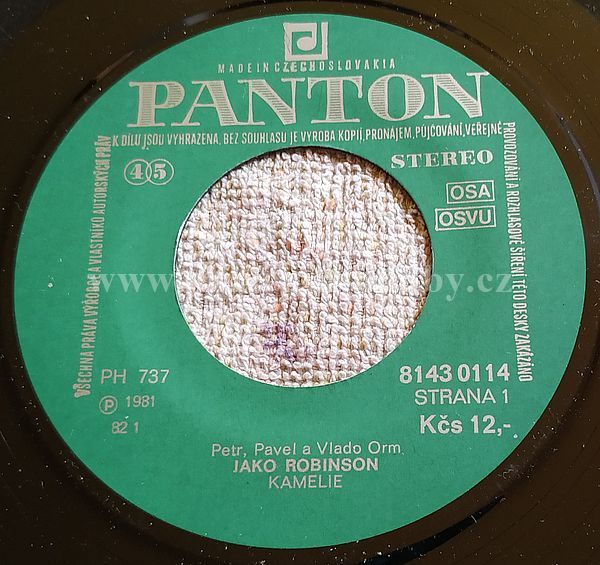 MADE IN CZECHOSLOVAKIA
PANTON
VŠECHNA PRÁVA VÝROBCE A VLASTNÍKŮ AUTORSKÝCH PRÁV
K DÍLU JSOU VYHRAZENA, BEZ SOUHLASU JE VÝROBA KOPIÍ, PRONÁJEM, PŮJČOVÁNÍ, VEŘEJNÉ
PROVOZOVÁNÍ A ROZHLASOVÉ ŠÍŘENÍ TÉTO DESKY ZAKÁZÁNO
STEREO
45
OSA
OSVU
PH 737
Ⓟ 1981
82 1
8143 0114
STRANA 1
Kčs 12,-
Petr, Pavel a Vlado Orm
JAKO ROBINSON
KAMELIE